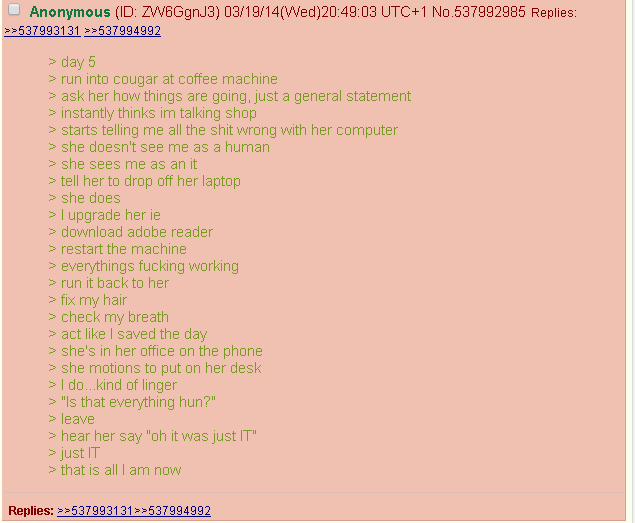 Anonymous (ID: ZW6GgnJ3) 03/19/14(Wed)20:49:03 UTC+1 No.537992985 Replies:
>>537993131 >>537994992
> day 5
> run into cougar at coffee machine
> ask her how things are going, just a general statement
> instantly thinks im talking shop
> starts telling me all the shit wrong with her computer
> she doesn't see me as a human
> she sees me as an it
> tell her to drop off her laptop
> she does
> I upgrade her ie
> download adobe reader
> restart the machine
> everythings fucking working
> run it back to her
> fix my hair
> check my breath
> act like I saved the day
> she's in her office on the phone
> she motions to put on her desk
> I do...kind of linger
> "Is that everything hun?"
> leave
> hear her say "oh it was just IT"
> just IT
> that is all I am now
Replies: >>537993131>>537994992